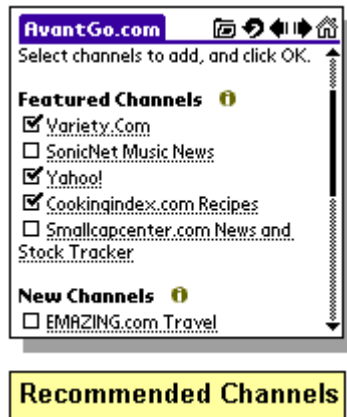 AvantGo.com
Select channels to add, and click OK.
Featured Channels
Variety.Com
SonicNet Music News
Yahoo!
Cookingindex.com Recipes
Smallcapcenter.com News and
Stock Tracker
New Channels
EMAZING.com Travel
Recommended Channels